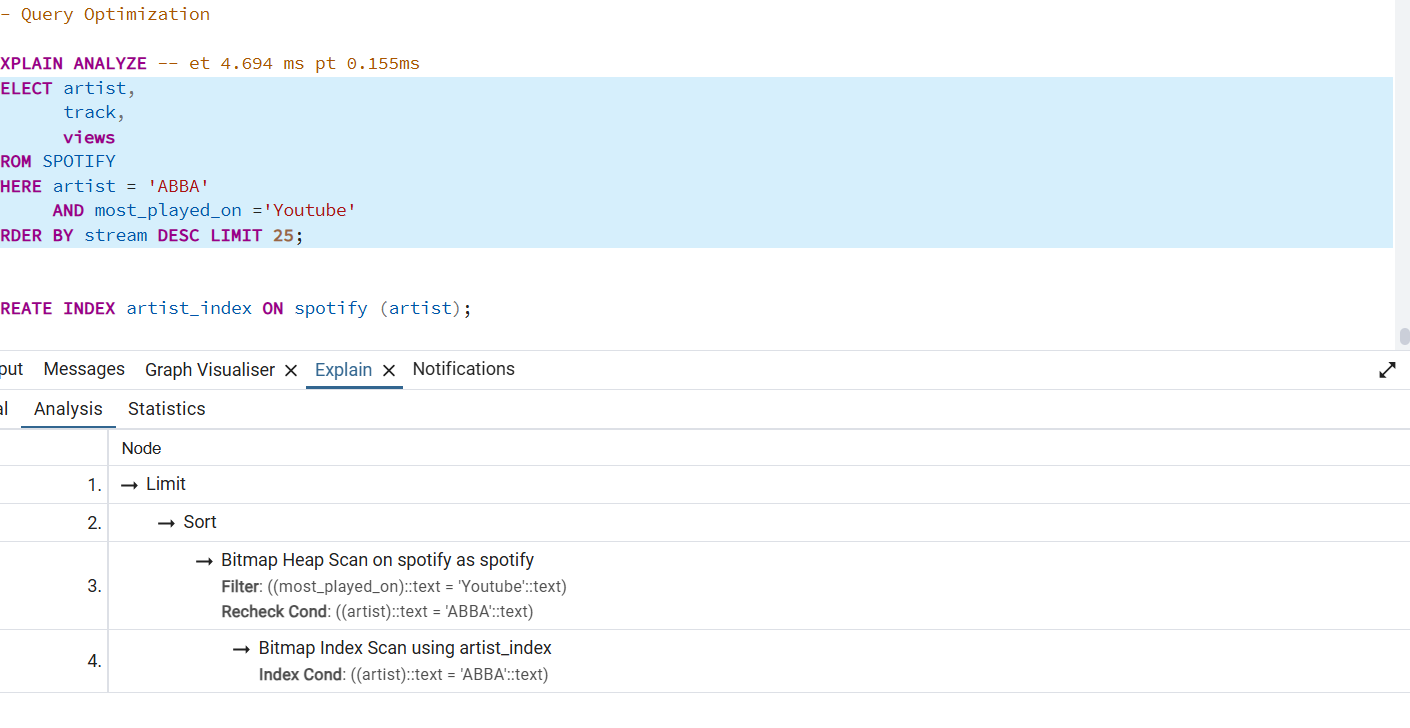 - Query Optimization
XPLAIN ANALYZE -- et 4.694 ms pt 0.155ms
ELECT artist,
track,
views
ROM SPOTIFY
HERE artist = 'ABBA'
AND most_played_on ='Youtube'
RDER BY stream DESC LIMIT 25;
REATE INDEX artist_index ON spotify (artist);
put Messages Graph Visualiser × Explain × Notifications
al Analysis Statistics
Node
1. → Limit
2. → Sort
3. → Bitmap Heap Scan on spotify as spotify
Filter: ((most_played_on)::text = 'Youtube'::text)
Recheck Cond: ((artist)::text = 'ABBA'::text)
4. → Bitmap Index Scan using artist_index
Index Cond: ((artist)::text = 'ABBA'::text)